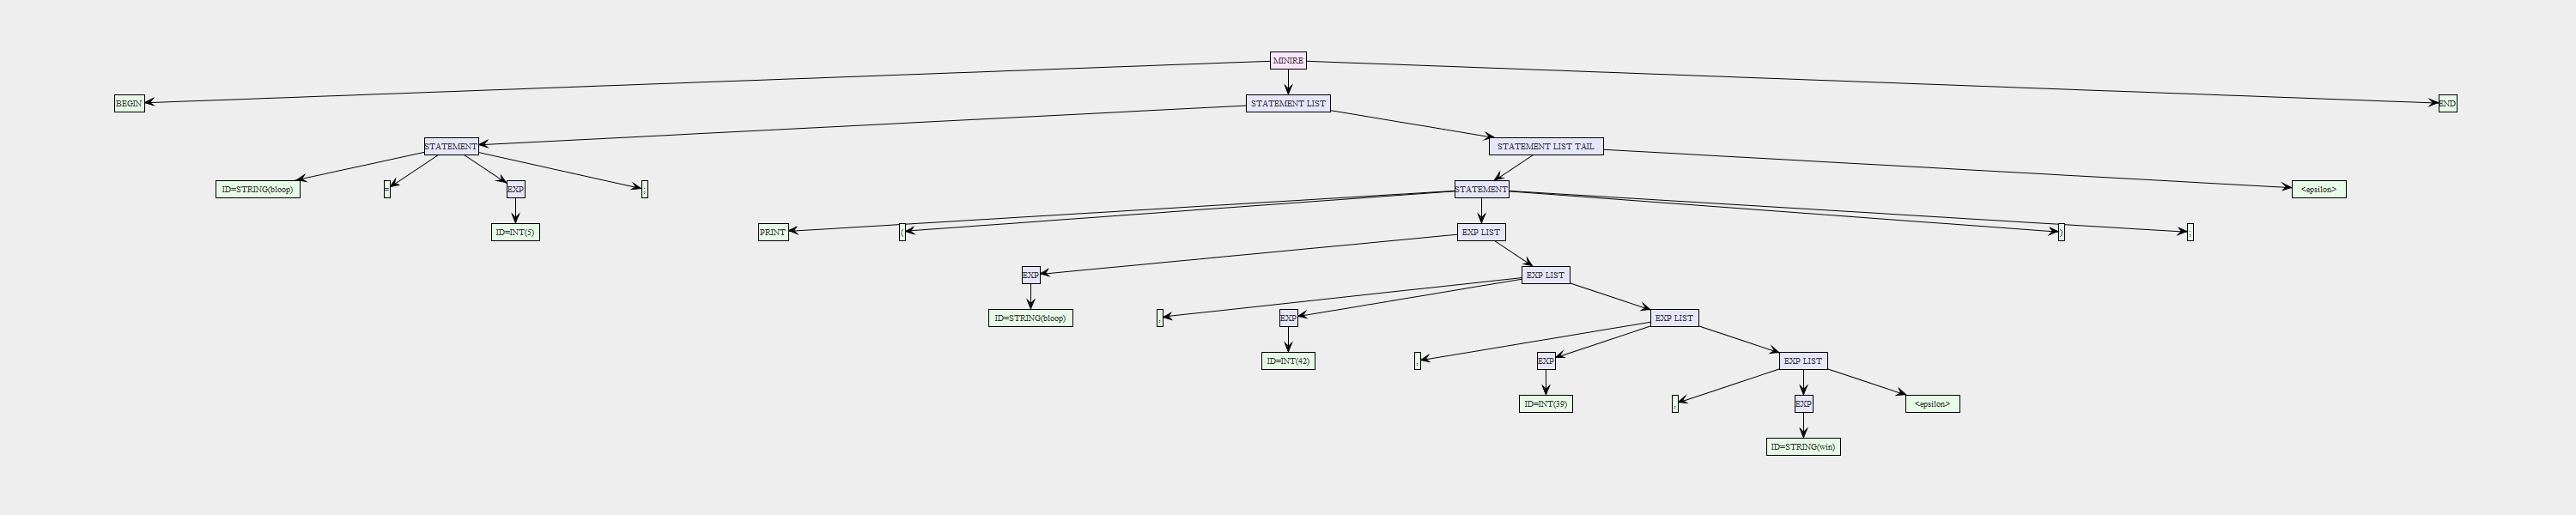 MINIRE
BEGIN
STATEMENT LIST
END
STATEMENT
STATEMENT LIST TAIL
ID=STRING(bloop)
=
EXP
;
STATEMENT
<epsilon>
ID=INT(5)
PRINT
(
EXP LIST
)
;
EXP
EXP LIST
ID=STRING(bloop)
,
EXP
EXP LIST
ID=INT(42)
,
EXP
EXP LIST
ID=INT(39)
,
EXP
<epsilon>
ID=STRING(win)